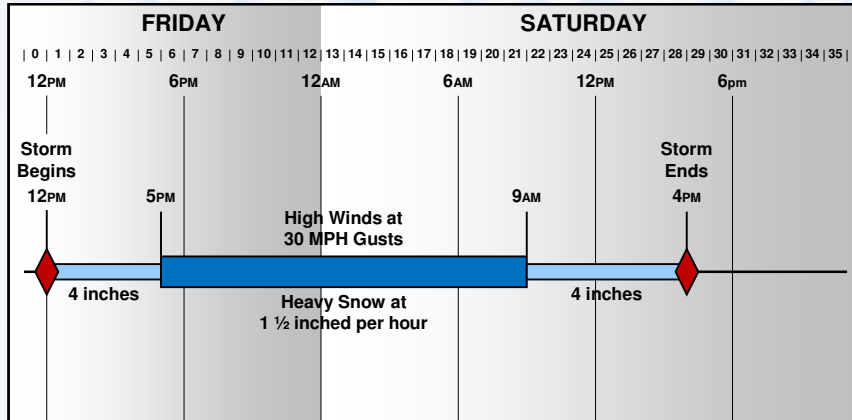 FRIDAY SATURDAY
| 0 | 1 | 2 | 3 | 4 | 5 | 6 | 7 | 8 | 9 | 10 | 11 | 12 | 13 | 14 | 15 | 16 | 17 | 18 | 19 | 20 | 21 | 22 | 23 | 24 | 25 | 26 | 27 | 28 | 29 | 30 | 31 | 32 | 33 | 34 | 35 |
12PM 6PM 12AM 6AM 12PM 6pm
Storm
Begins
12PM
5PM
High Winds at
30 MPH Gusts
9AM
Storm
Ends
4PM
4 inches
Heavy Snow at
1 ½ inched per hour
4 inches